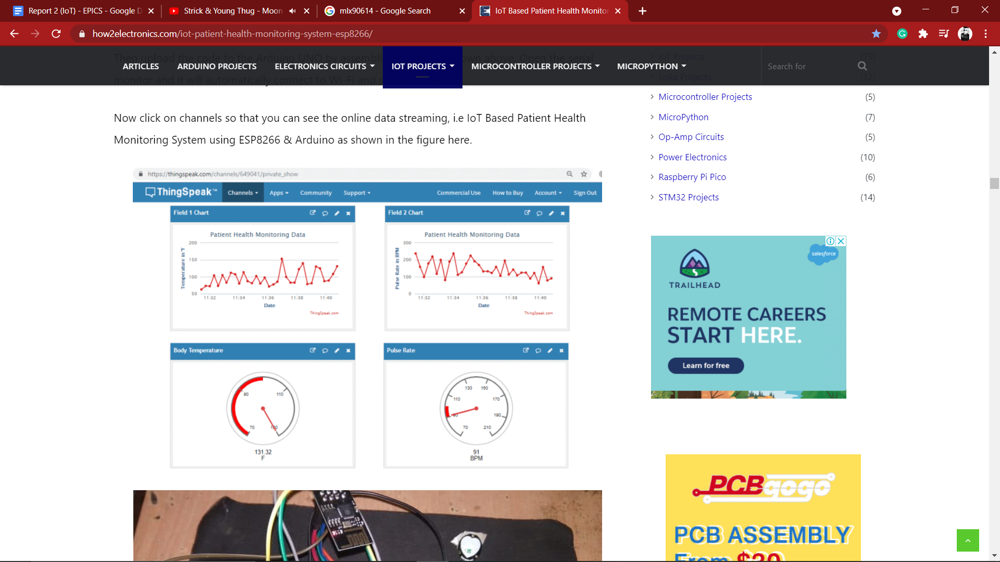 Report 2 (IoT) - EPICS - Google D
Strick & Young Thug - Moon
mlx90614 - Google Search
IoT Based Patient Health Monitor
how2electronics.com/iot-patient-health-monitoring-system-esp8266/
ARTICLES
ARDUINO PROJECTS
ELECTRONICS CIRCUITS
IOT PROJECTS
MICROCONTROLLER PROJECTS
MICROPYTHON
Search for
Then upload the code to the Arduino UNO by
own above. Open the serial
monitor and it will automatically connect to Wi-Fi and
IoT Projects (75)
LoRa Projects (12)
Microcontroller Projects (5)
MicroPython (7)
Op-Amp Circuits (5)
Power Electronics (10)
Raspberry Pi Pico (6)
STM32 Projects (14)
Now click on channels so that you can see the online data streaming, i.e IoT Based Patient Health
Monitoring System using ESP8266 & Arduino as shown in the figure here.
https://thingspeak.com/channels/649041/private_show
ThingSpeak™ Channels Apps Community Support Commercial Use How to Buy Account Sign Out
Field 1 Chart
Patient Health Monitoring Data
Temperature in °F
200
150
100
50
11:32 11:34 11:36 11:38 11:40
Date
ThingSpeak.com
Field 2 Chart
Patient Health Monitoring Data
Pulse Rate in BPM
300
200
100
0
11:32 11:34 11:36 11:38 11:40
Date
ThingSpeak.com
Body Temperature
90 110
70 130
131.32
F
Pulse Rate
130 150
110 170
90 190
70 210
91
BPM
salesforce
TRAILHEAD
REMOTE CAREERS
START HERE.
Learn for free
PCBgogo
PCB ASSEMBLY
From $30